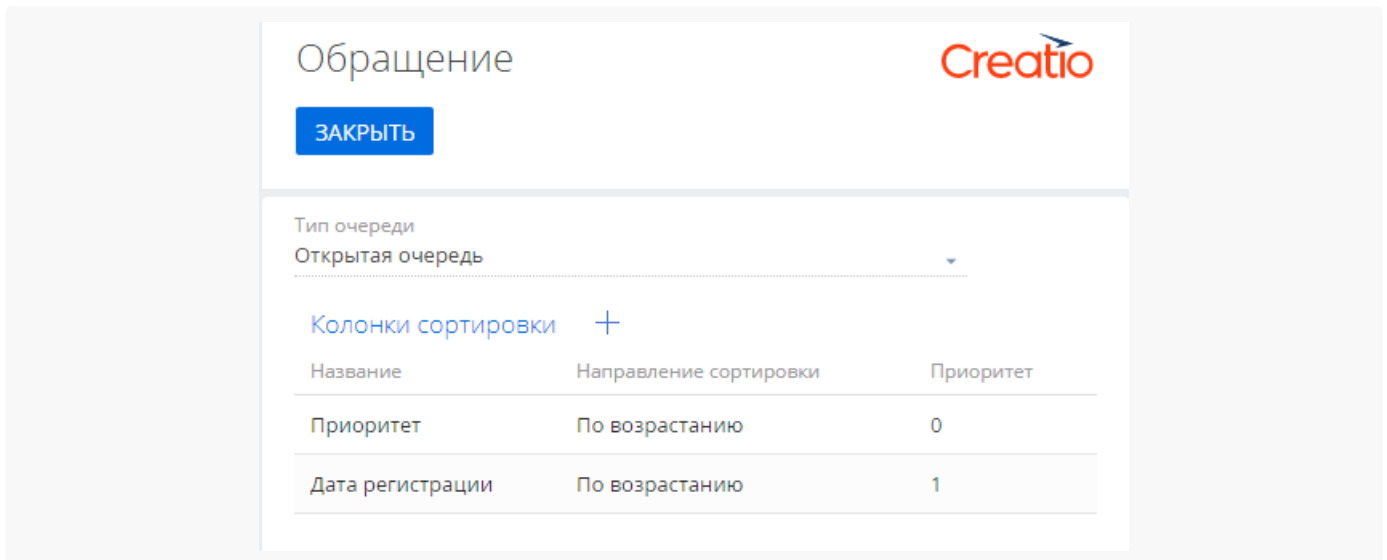 Обращение
Creatio
ЗАКРЫТЬ
Тип очереди
Открытая очередь
Колонки сортировки
Название Направление сортировки Приоритет
Приоритет По возрастанию 0
Дата регистрации По возрастанию 1